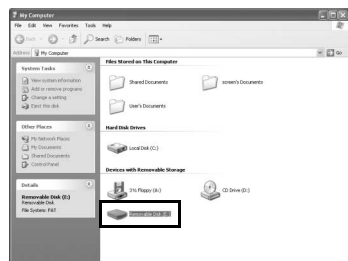 My Computer
File Edit View Favorites Tools Help
Back Search Folders
Address My Computer Go
System Tasks
View system information
Add or remove programs
Change a setting
Eject this disk
Other Places
My Network Places
My Documents
Shared Documents
Control Panel
Details
Removable Disk (E:)
Removable Disk
File System: FAT
Files Stored on This Computer
Shared Documents
screen's Documents
User's Documents
Hard Disk Drives
Local Disk (C:)
Devices with Removable Storage
3½ Floppy (A:)
CD Drive (D:)
Removable Disk (E:)